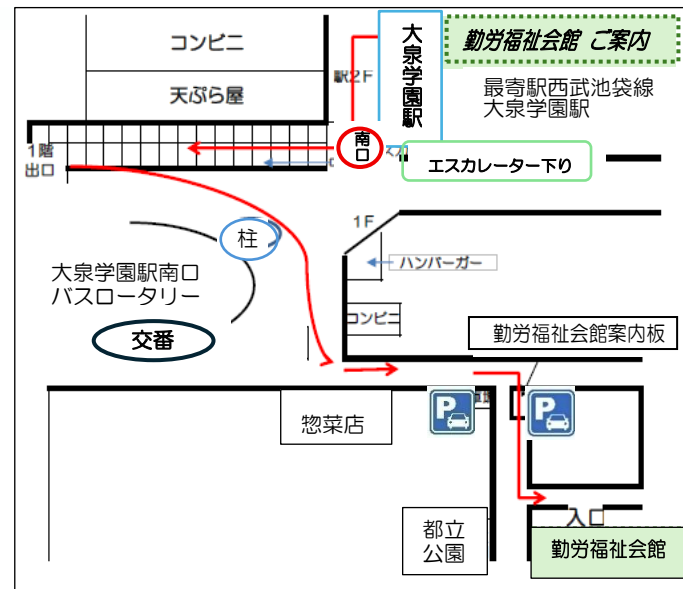 コンビニ
天ぷら屋
駅2F
大泉学園駅
勤労福祉会館 ご案内
最寄駅西武池袋線
大泉学園駅
南口
エスカレーター下り
1階
出口
柱
1F
ハンバーガー
大泉学園駅南口
バスロータリー
交番
コンビニ
勤労福祉会館案内板
惣菜店
P
P
都立
公園
入口
勤労福祉会館